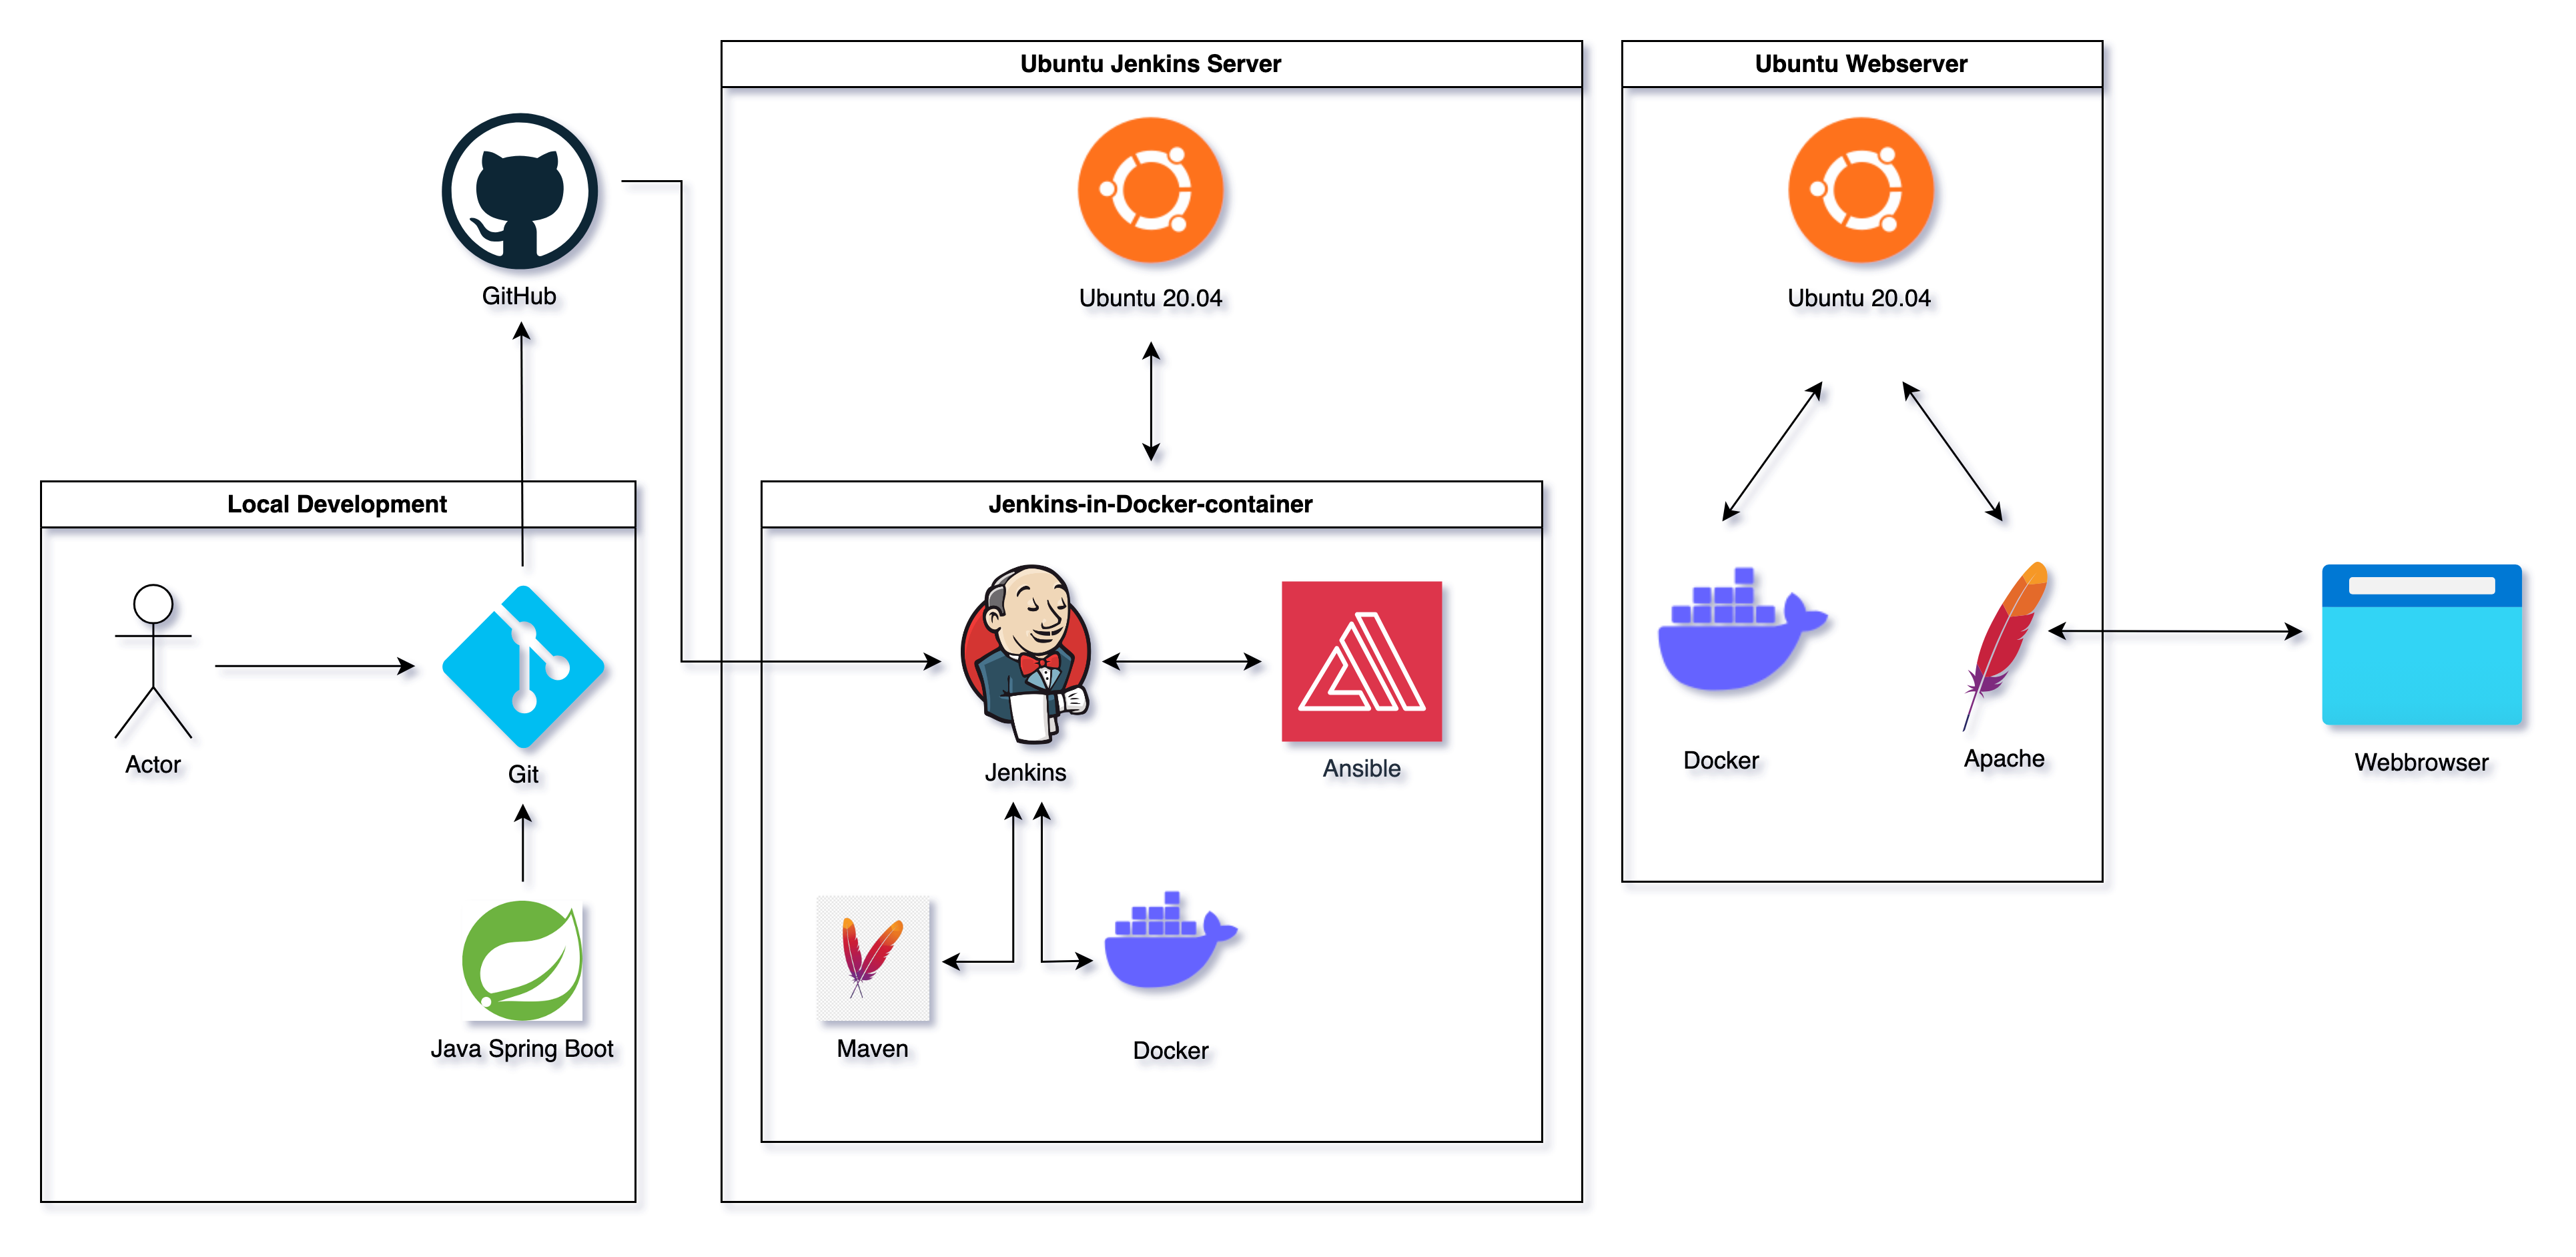 Ubuntu Jenkins Server
Ubuntu Webserver
GitHub
Ubuntu 20.04
Ubuntu 20.04
Local Development
Jenkins-in-Docker-container
Actor
Git
Jenkins
Ansible
Docker
Apache
Webbrowser
Java Spring Boot
Maven
Docker